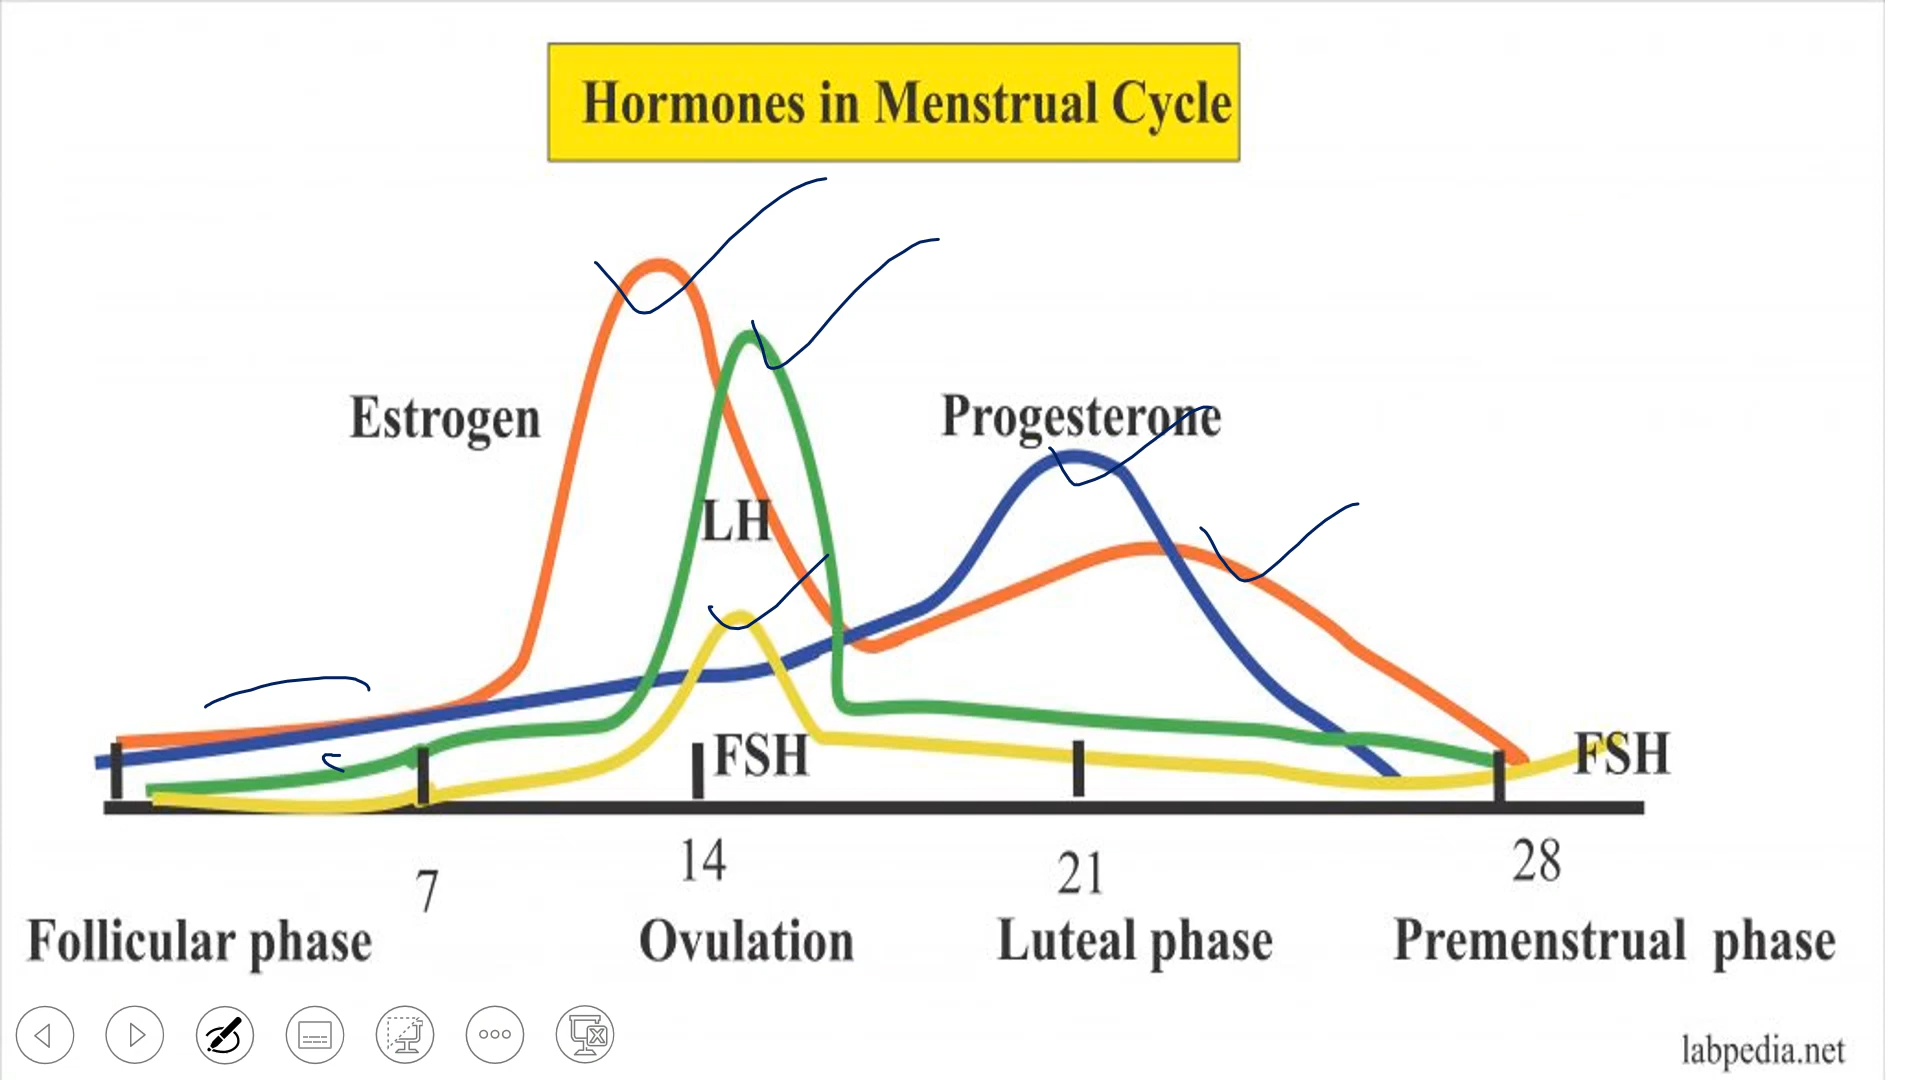 Hormones in Menstrual Cycle
Estrogen
Progesterone
LH
FSH
FSH
7
14
21
28
Follicular phase
Ovulation
Luteal phase
Premenstrual phase
labpedia.net